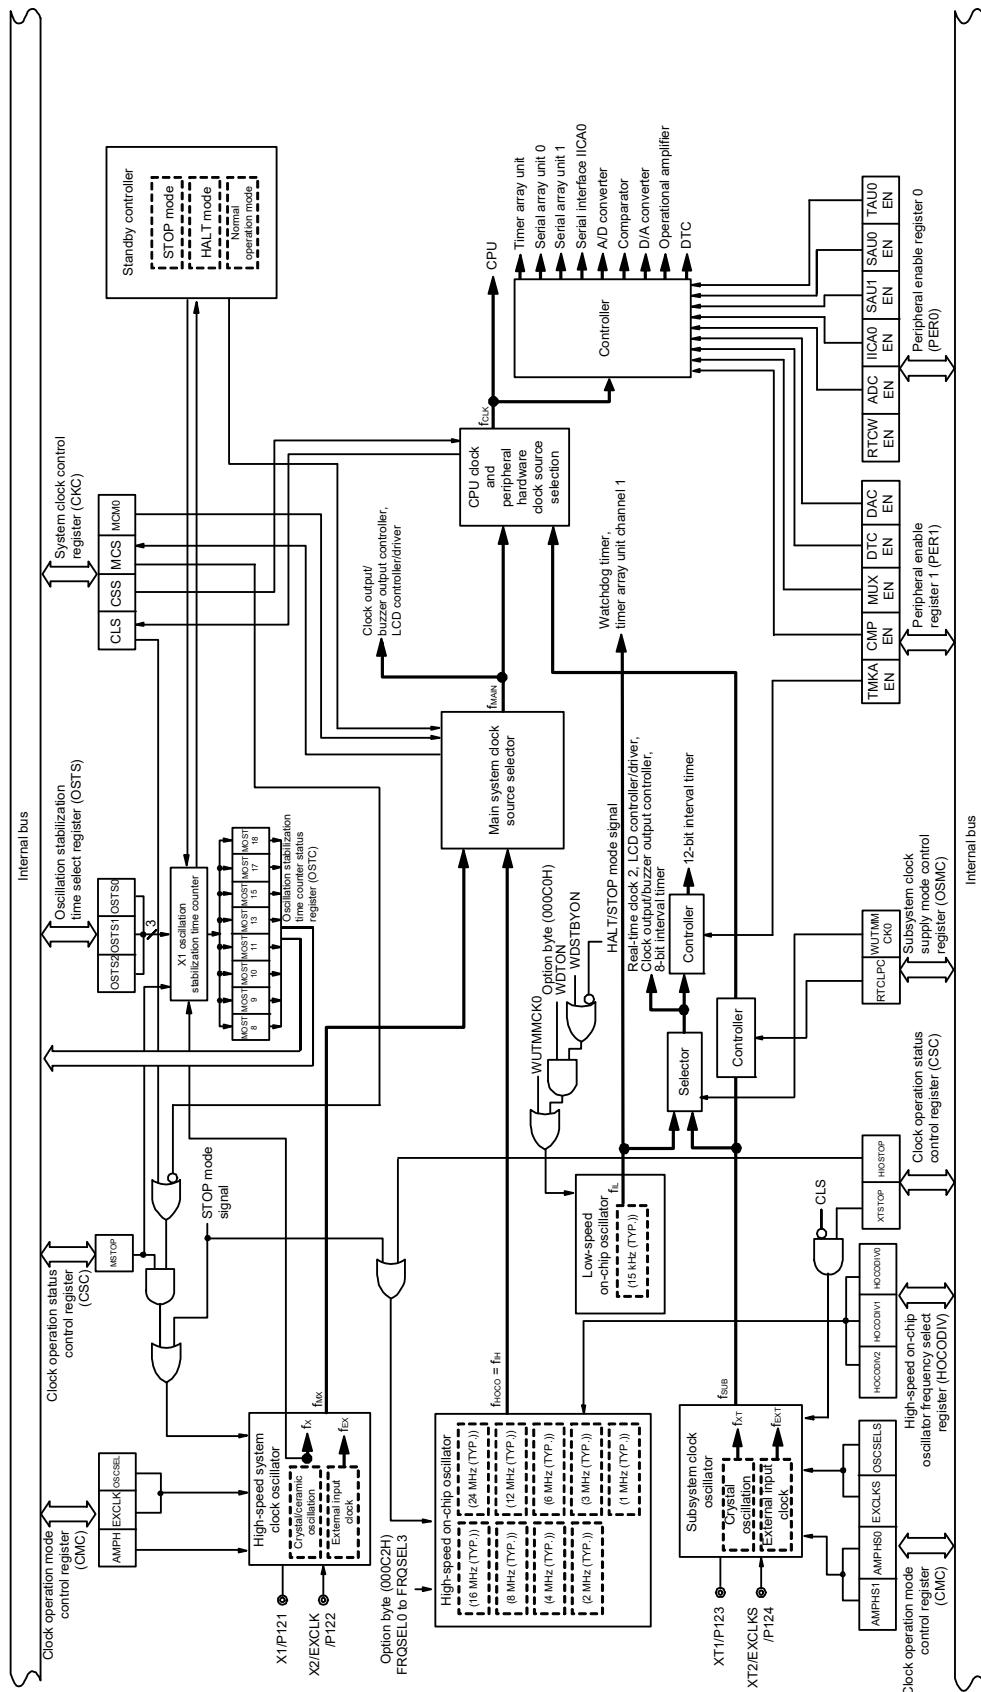 Internal bus
Clock operation mode
control register
(CMC)
AMPH
EXCLK
OSCSEL
Clock operation status
control register
(CSC)
MSTOP
Oscillation stabilization
time select register (OSTS)
OSTS2
OSTS1
OSTS0
3
System clock control
register (CKC)
CLS
CSS
MCS
MCM0
Standby controller
STOP mode
HALT mode
Normal
operation mode
X1 oscillation
stabilization time counter
MOST
8
MOST
9
MOST
10
MOST
11
MOST
13
MOST
15
MOST
17
MOST
18
Oscillation stabilization
time counter status
register (OSTC)
STOP mode
signal
X1/P121
X2/EXCLK
/P122
High-speed system
clock oscillator
Crystal/ceramic
oscillation
fX
External input
clock
fEX
fMX
Option byte (000C2H)
FRQSEL0 to FRQSEL3
High-speed on-chip oscillator
(16 MHz (TYP.))
(24 MHz (TYP.))
(8 MHz (TYP.))
(12 MHz (TYP.))
(4 MHz (TYP.))
(6 MHz (TYP.))
(2 MHz (TYP.))
(3 MHz (TYP.))
(1 MHz (TYP.))
fHOCO = fIH
Main system clock
source selector
fMAIN
Clock output/
buzzer output controller,
LCD controller/driver
CPU clock
and
peripheral
hardware
clock source
selection
fCLK
CPU
Controller
Timer array unit
Serial array unit 0
Serial array unit 1
Serial interface IICA0
A/D converter
Comparator
D/A converter
Operational amplifier
DTC
WUTMMCK0
Option byte (000C0H)
WDTON
WDSTBYON
HALT/STOP mode signal
Low-speed
on-chip oscillator
(15 kHz (TYP.))
fIL
Watchdog timer,
timer array unit channel 1
Real-time clock 2, LCD controller/driver,
Clock output/buzzer output controller,
8-bit interval timer
Selector
Controller
12-bit interval timer
Controller
XT1/P123
XT2/EXCLKS
/P124
Subsystem clock
oscillator
Crystal
oscillation
fXT
External input
clock
fEXT
fSUB
CLS
AMPHS1
AMPHS0
EXCLKS
OSCSELS
Clock operation mode
control register
(CMC)
HOCODIV2
HOCODIV1
HOCODIV0
High-speed on-chip
oscillator frequency select
register (HOCODIV)
XTSTOP
HIOSTOP
Clock operation status
control register (CSC)
RTCLPC
WUTMM
CK0
Subsystem clock
supply mode control
register (OSMC)
TMKA
EN
CMP
EN
MUX
EN
DTC
EN
DAC
EN
Peripheral enable
register 1 (PER1)
RTCW
EN
ADC
EN
IICA0
EN
SAU1
EN
SAU0
EN
TAU0
EN
Peripheral enable register 0
(PER0)
Internal bus